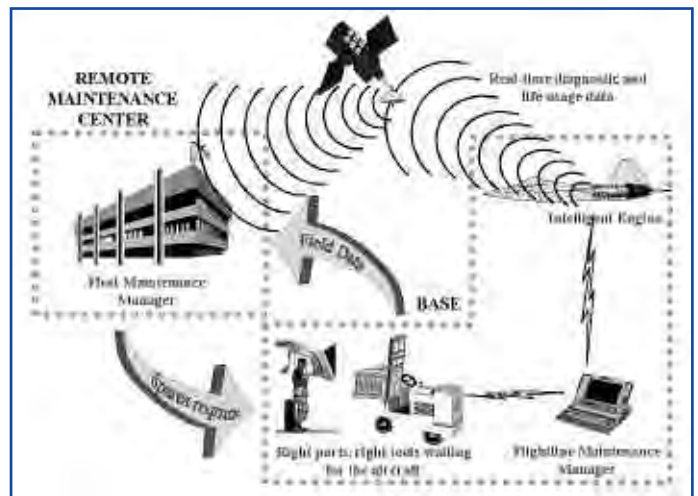 REMOTE
MAINTENANCE
CENTER
Real-time diagnostic and
life usage data
Intelligent Engine
Field Data
Fleet Maintenance
Manager
BASE
Spares
Right parts, right tools waiting
for the aircraft
Flightline Maintenance
Manager